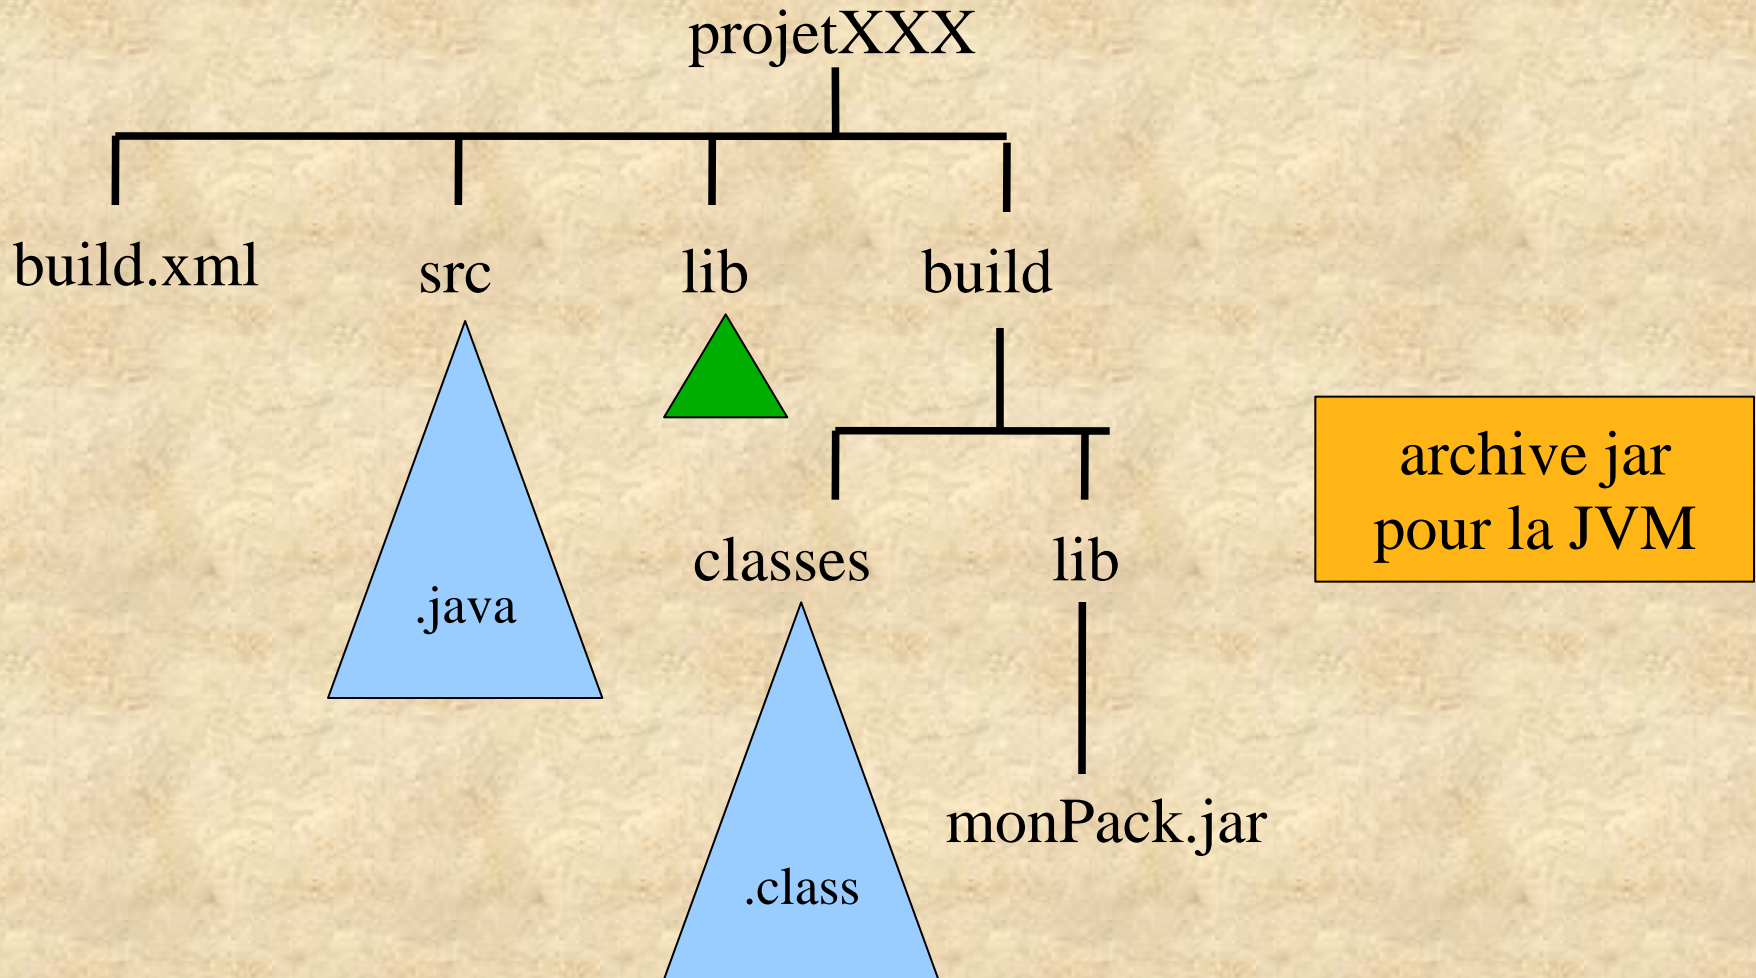 projetXXX
build.xml
src
lib
build
archive jar
pour la JVM
classes
lib
.java
monPack.jar
.class